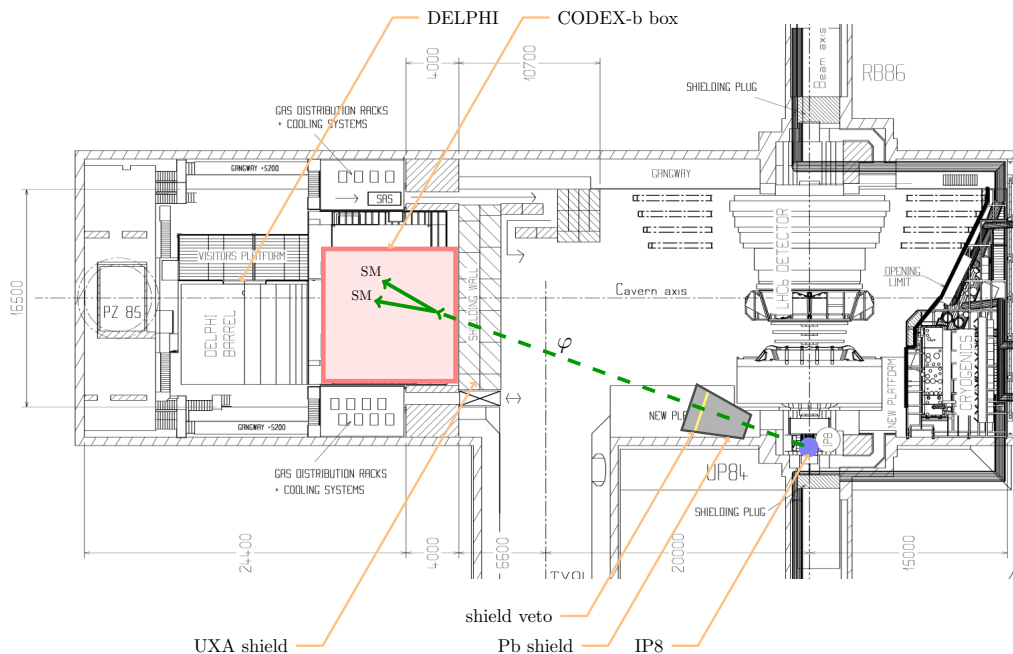 DELPHI
CODEX-b box
4000
10700
Beam axis
RB86
SHIELDING PLUG
GAS DISTRIBUTION RACKS
+ COOLING SYSTEMS
GANGWAY +5200
GANGWAY
SAS
VISITORS PLATFORM
SM
SM
LHCb DETECTOR
OPENING
LIMIT
SHIELDING WALL
Cavern axis
16500
PZ 85
DELPHI
BARREL
φ
CRYOGENICS
NEW PLATFORM
NEW
IP8
GANGWAY +5200
GAS DISTRIBUTION RACKS
+ COOLING SYSTEMS
UP84
SHIELDING PLUG
24400
4000
6600
20000
15000
shield veto
UXA shield
Pb shield
IP8